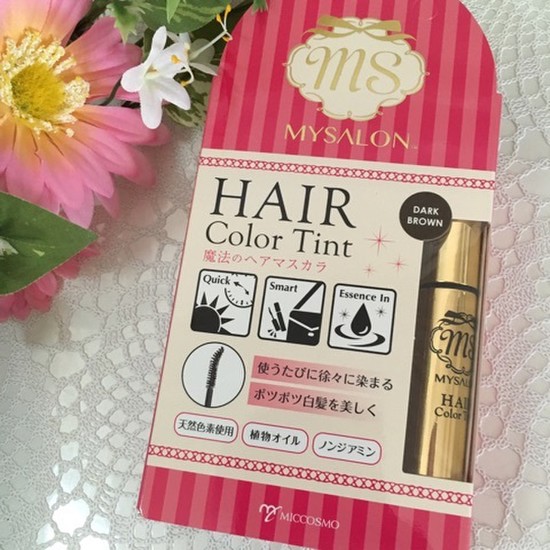 ms
MYSALON™
HAIR
Color Tint
魔法のヘアマスカラ
DARK
BROWN
Quick
Smart
Essence In
使うたびに徐々に染まる
ポツポツ白髪を美しく
天然色素使用
植物オイル
ノンジアミン
MICCOSMO
ms
MYSALON
HAIR
Color T